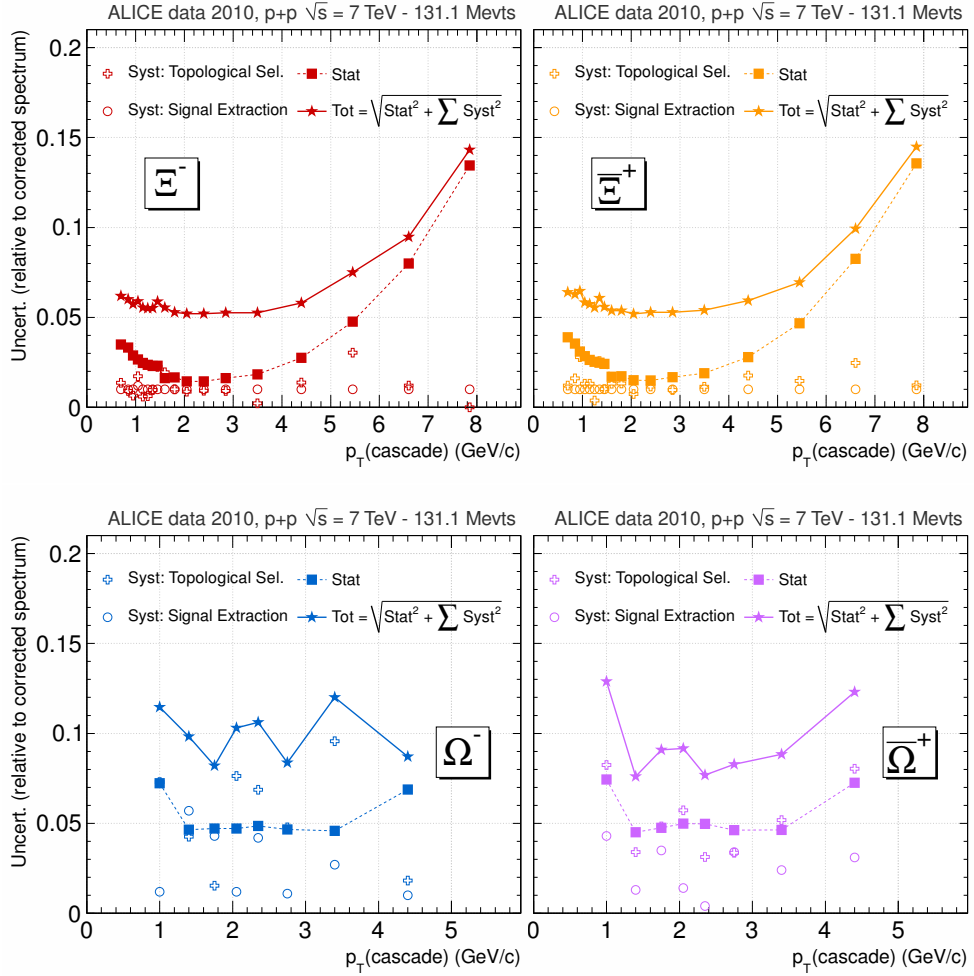 ALICE data 2010, p+p √s = 7 TeV - 131.1 Mevts
Uncert. (relative to corrected spectrum)
0.2
0.15
0.1
0.05
0
Syst: Topological Sel.
Stat
Syst: Signal Extraction
Tot = √Stat² + ∑ Syst²
Ξ⁻
0 1 2 3 4 5 6 7 8
p_T(cascade) (GeV/c)
ALICE data 2010, p+p √s = 7 TeV - 131.1 Mevts
Syst: Topological Sel.
Stat
Syst: Signal Extraction
Tot = √Stat² + ∑ Syst²
Ξ̅⁺
0 1 2 3 4 5 6 7 8
p_T(cascade) (GeV/c)
ALICE data 2010, p+p √s = 7 TeV - 131.1 Mevts
Uncert. (relative to corrected spectrum)
0.2
0.15
0.1
0.05
0
Syst: Topological Sel.
Stat
Syst: Signal Extraction
Tot = √Stat² + ∑ Syst²
Ω⁻
0 1 2 3 4 5
p_T(cascade) (GeV/c)
ALICE data 2010, p+p √s = 7 TeV - 131.1 Mevts
Syst: Topological Sel.
Stat
Syst: Signal Extraction
Tot = √Stat² + ∑ Syst²
Ω̅⁺
0 1 2 3 4 5
p_T(cascade) (GeV/c)